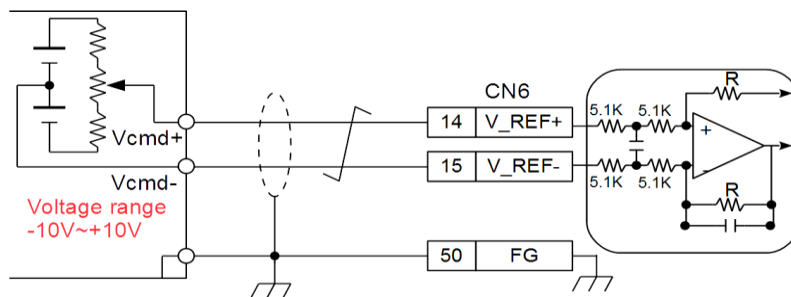 CN6
R
5.1K 5.1K
Vcmd+
14 V_REF+
+
15 V_REF-
-
Vcmd-
5.1K 5.1K
R
Voltage range
-10V~+10V
50 FG